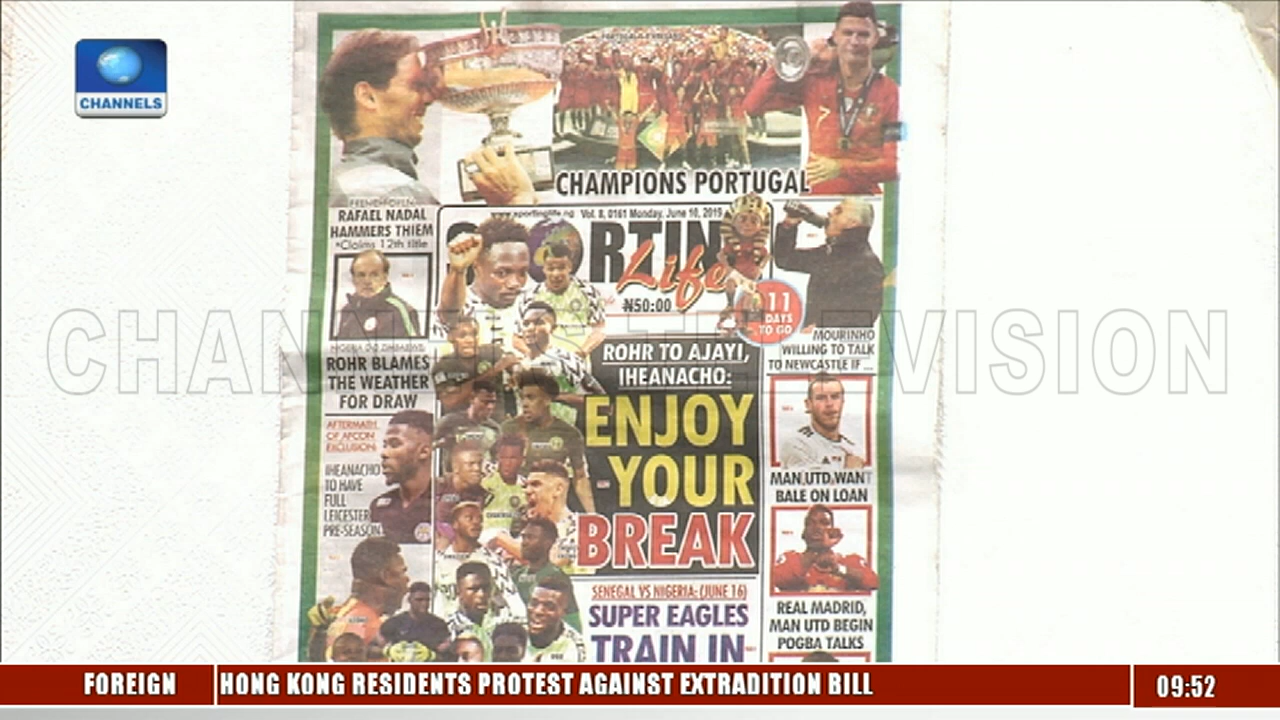 CHANNELS
CHAMPIONS PORTUGAL
RAFAEL NADAL
HAMMERS THIEM
*Claims 12th title
www.sportinglife.ng Vol. 8, 0161 Monday, June 10, 2019
RTIN
Life
₦50:00
11
DAYS
TO GO
CHANNELS TELEVISION
MOURINHO
WILLING TO TALK
TO NEWCASTLE IF ...
ROHR BLAMES
THE WEATHER
FOR DRAW
ROHR TO AJAYI,
IHEANACHO:
ENJOY
YOUR
BREAK
AFTERMATH
OF AFCON
EXCLUSION:
IHEANACHO
TO HAVE
FULL
LEICESTER
PRE-SEASON
MAN UTD WANT
BALE ON LOAN
SENEGAL VS NIGERIA: (JUNE 16)
SUPER EAGLES
TRAIN IN
REAL MADRID,
MAN UTD BEGIN
POGBA TALKS
FOREIGN
HONG KONG RESIDENTS PROTEST AGAINST EXTRADITION BILL
09:52